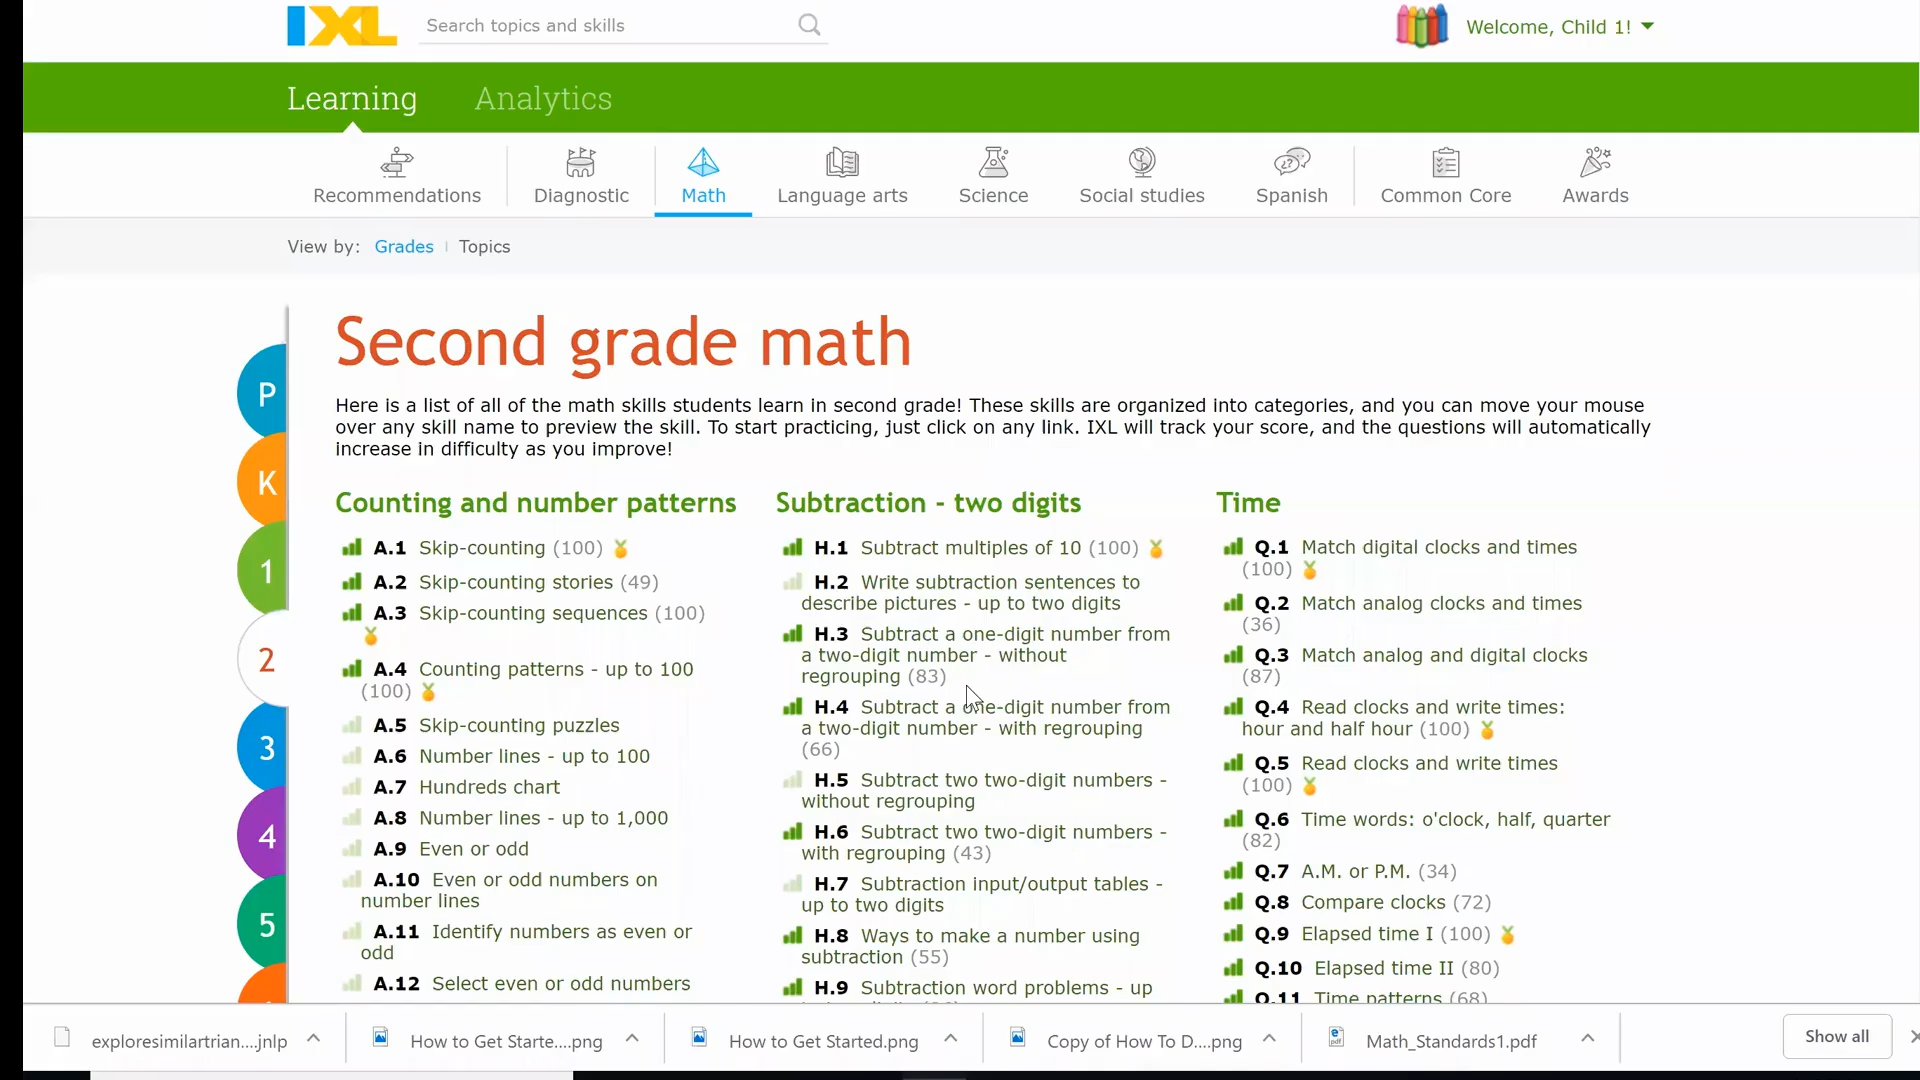 IXL
Search topics and skills
Welcome, Child 1!
Learning
Analytics
Recommendations
Diagnostic
Math
Language arts
Science
Social studies
Spanish
Common Core
Awards
View by: Grades Topics
Second grade math
Here is a list of all of the math skills students learn in second grade! These skills are organized into categories, and you can move your mouse
over any skill name to preview the skill. To start practicing, just click on any link. IXL will track your score, and the questions will automatically
increase in difficulty as you improve!
P
K
1
2
3
4
5
Counting and number patterns
A.1 Skip-counting (100)
A.2 Skip-counting stories (49)
A.3 Skip-counting sequences (100)
A.4 Counting patterns - up to 100
(100)
A.5 Skip-counting puzzles
A.6 Number lines - up to 100
A.7 Hundreds chart
A.8 Number lines - up to 1,000
A.9 Even or odd
A.10 Even or odd numbers on
number lines
A.11 Identify numbers as even or
odd
A.12 Select even or odd numbers
Subtraction - two digits
H.1 Subtract multiples of 10 (100)
H.2 Write subtraction sentences to
describe pictures - up to two digits
H.3 Subtract a one-digit number from
a two-digit number - without
regrouping (83)
H.4 Subtract a one-digit number from
a two-digit number - with regrouping
(66)
H.5 Subtract two two-digit numbers -
without regrouping
H.6 Subtract two two-digit numbers -
with regrouping (43)
H.7 Subtraction input/output tables -
up to two digits
H.8 Ways to make a number using
subtraction (55)
H.9 Subtraction word problems - up
Time
Q.1 Match digital clocks and times
(100)
Q.2 Match analog clocks and times
(36)
Q.3 Match analog and digital clocks
(87)
Q.4 Read clocks and write times:
hour and half hour (100)
Q.5 Read clocks and write times
(100)
Q.6 Time words: o'clock, half, quarter
(82)
Q.7 A.M. or P.M. (34)
Q.8 Compare clocks (72)
Q.9 Elapsed time I (100)
Q.10 Elapsed time II (80)
Q.11 Time patterns (68)
exploresimilartrian....jnlp
How to Get Starte....png
How to Get Started.png
Copy of How To D....png
Math_Standards1.pdf
Show all